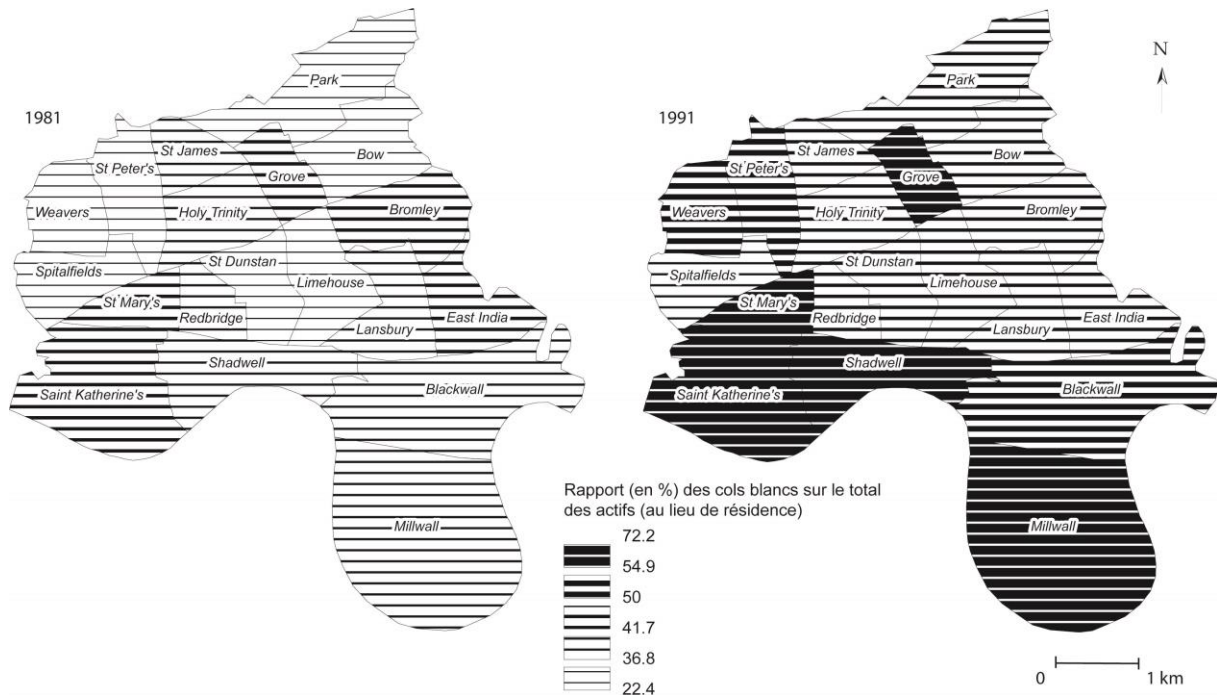 1981
Park
St James
St Peter's
Grove
Bow
Weavers
Holy Trinity
Bromley
Spitalfields
St Dunstan
Limehouse
St Mary's
Redbridge
Lansbury
East India
Shadwell
Saint Katherine's
Blackwall
Millwall
1991
N
Park
St James
St Peter's
Grove
Bow
Weavers
Holy Trinity
Bromley
Spitalfields
St Dunstan
Limehouse
St Mary's
Redbridge
Lansbury
East India
Shadwell
Saint Katherine's
Blackwall
Millwall
Rapport (en %) des cols blancs sur le total
des actifs (au lieu de résidence)
72.2
54.9
50
41.7
36.8
22.4
0 1 km